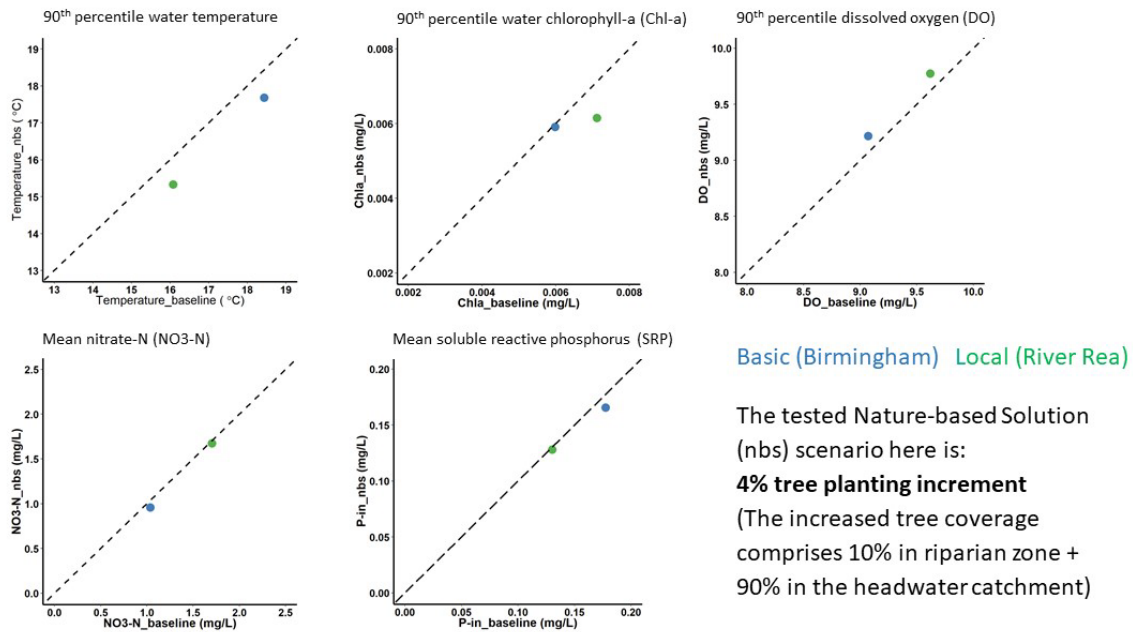 90th percentile water temperature
19
18
17
16
15
14
13
Temperature_nbs ( °C)
13 14 15 16 17 18 19
Temperature_baseline ( °C)
90th percentile water chlorophyll-a (Chl-a)
0.008
0.006
0.004
0.002
Chla_nbs (mg/L)
0.002 0.004 0.006 0.008
Chla_baseline (mg/L)
90th percentile dissolved oxygen (DO)
10.0
9.5
9.0
8.5
8.0
DO_nbs (mg/L)
8.0 8.5 9.0 9.5 10.0
DO_baseline (mg/L)
Mean nitrate-N (NO3-N)
2.5
2.0
1.5
1.0
0.5
0.0
NO3-N_nbs (mg/L)
0.0 0.5 1.0 1.5 2.0 2.5
NO3-N_baseline (mg/L)
Mean soluble reactive phosphorus (SRP)
0.20
0.15
0.10
0.05
0.00
P-in_nbs (mg/L)
0.00 0.05 0.10 0.15 0.20
P-in_baseline (mg/L)
Basic (Birmingham) Local (River Rea)
The tested Nature-based Solution
(nbs) scenario here is:
4% tree planting increment
(The increased tree coverage
comprises 10% in riparian zone +
90% in the headwater catchment)